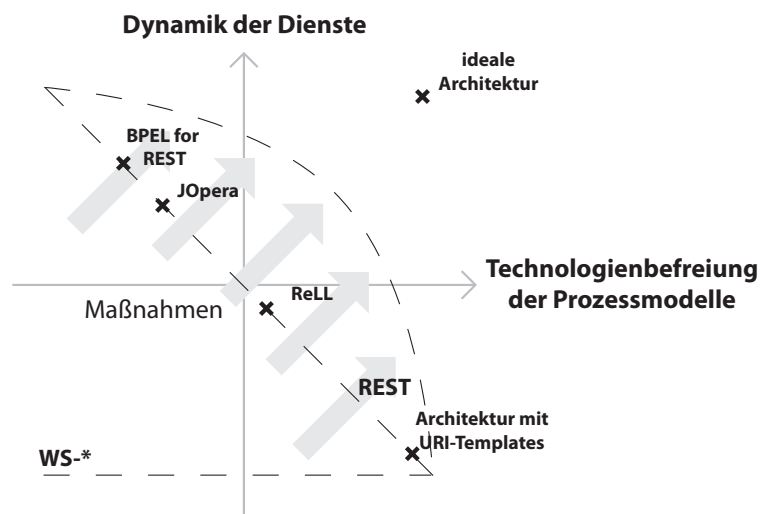 Dynamik der Dienste
ideale
Architektur
BPEL for
REST
JOpera
Technologienbefreiung
der Prozessmodelle
ReLL
Maßnahmen
REST
Architektur mit
URI-Templates
WS-*